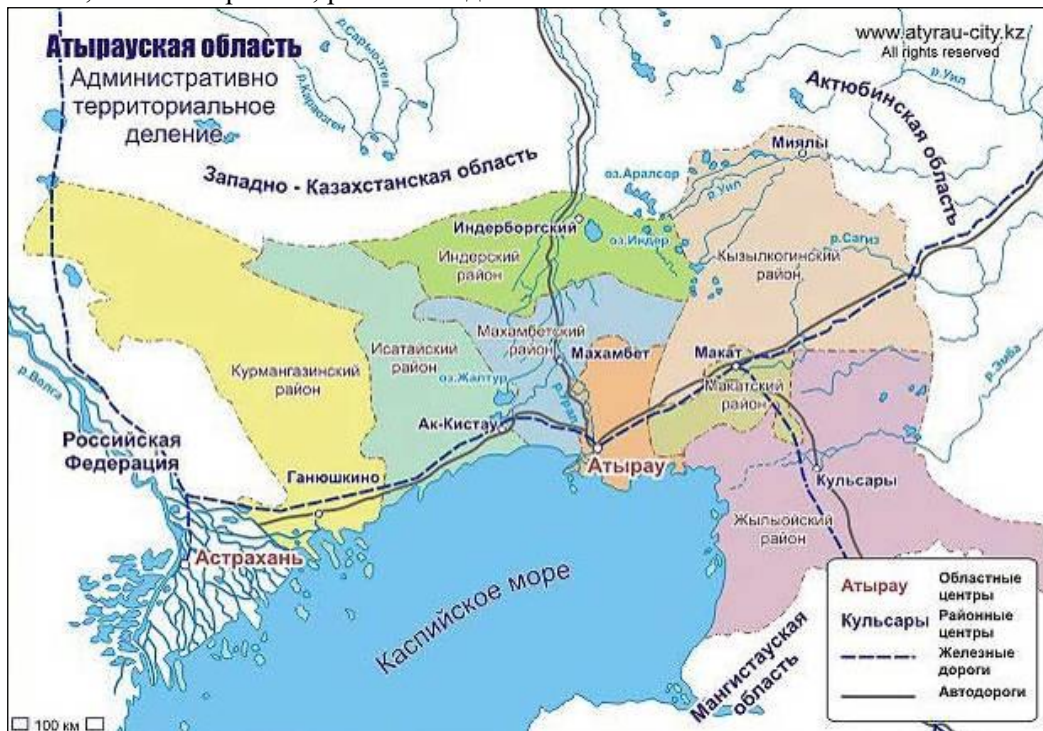 Атырауская область
Административно
территориальное
деление
www.atyrau-city.kz
All rights reserved
р.Сарыозген
р.Караозген
р.Уил
Актюбинская область
Миялы
Западно - Казахстанская область
оз.Аралсор
р.Уил
Индерборгский
оз.Индер
р.Сагиз
Индерский
район
Кызылкогинский
район
Махамбетский
район
Махамбет
Макат
Исатайский
район
р.Эмба
Курмангазинский
район
оз.Жалтур
р.Урал
Макатский
район
р.Волга
Ак-Кистау
Российская
Федерация
Ганюшкино
Атырау
Кульсары
Жылыойский
район
Астрахань
Каспийское море
Мангистауская
область
Атырау
Областные
центры
Кульсары
Районные
центры
Железные
дороги
Автодороги
100 км